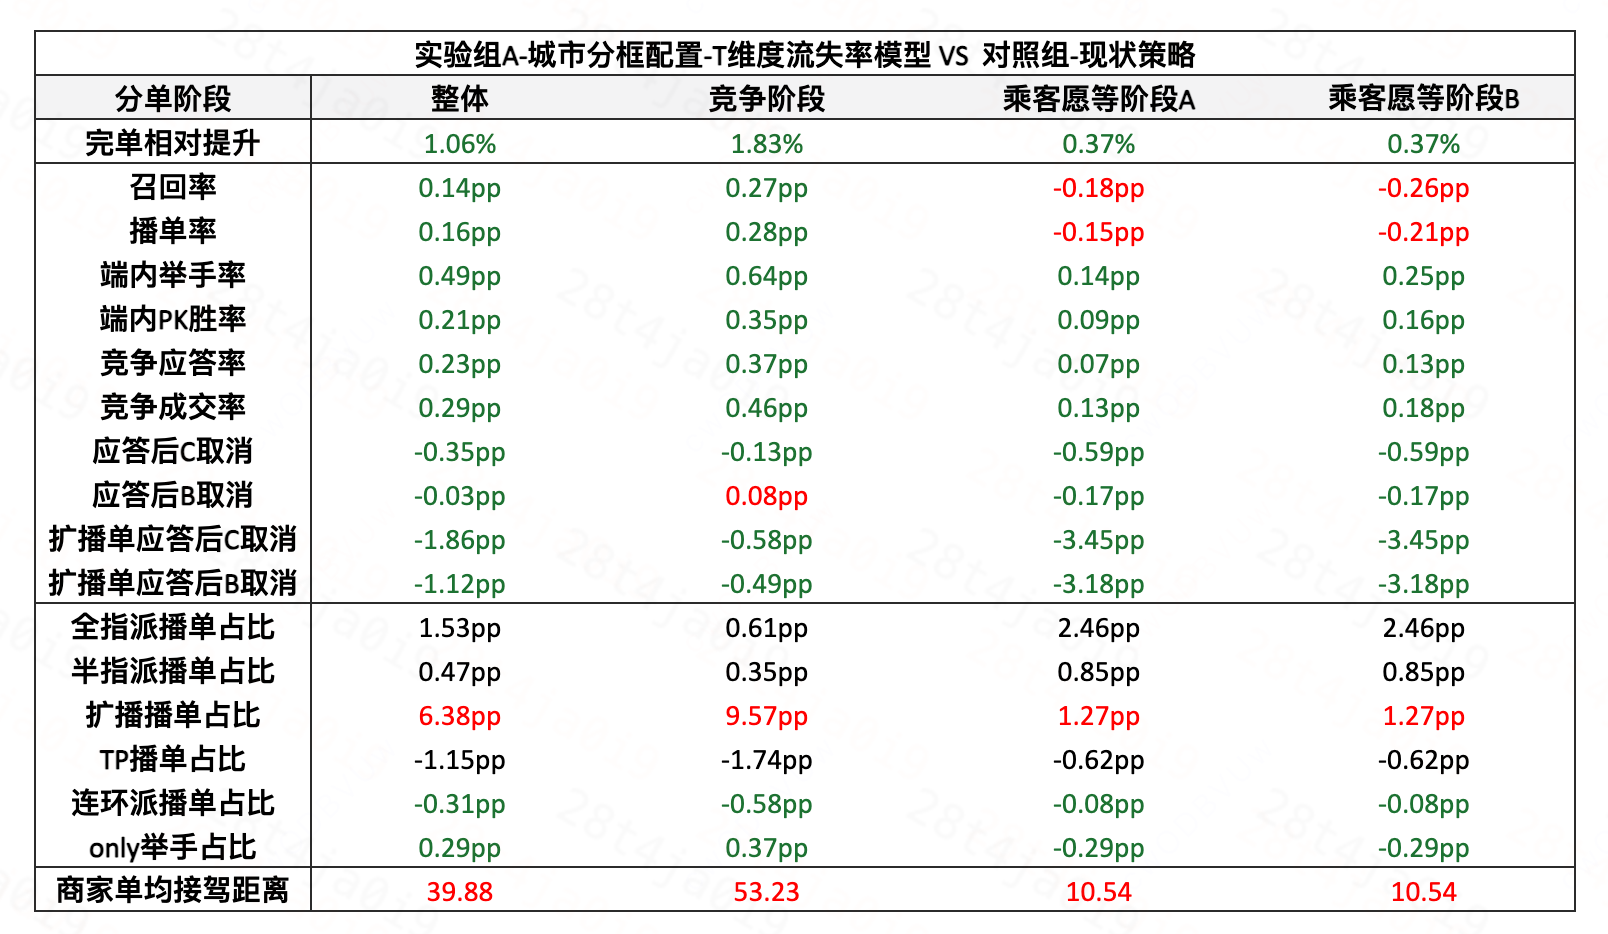 实验组A-城市分框配置-T维度流失率模型 VS 对照组-现状策略
分单阶段 整体 竞争阶段 乘客愿等阶段A 乘客愿等阶段B
完单相对提升 1.06% 1.83% 0.37% 0.37%
召回率 0.14pp 0.27pp -0.18pp -0.26pp
播单率 0.16pp 0.28pp -0.15pp -0.21pp
端内举手率 0.49pp 0.64pp 0.14pp 0.25pp
端内PK胜率 0.21pp 0.35pp 0.09pp 0.16pp
竞争应答率 0.23pp 0.37pp 0.07pp 0.13pp
竞争成交率 0.29pp 0.46pp 0.13pp 0.18pp
应答后C取消 -0.35pp -0.13pp -0.59pp -0.59pp
应答后B取消 -0.03pp 0.08pp -0.17pp -0.17pp
扩播单应答后C取消 -1.86pp -0.58pp -3.45pp -3.45pp
扩播单应答后B取消 -1.12pp -0.49pp -3.18pp -3.18pp
全指派播单占比 1.53pp 0.61pp 2.46pp 2.46pp
半指派播单占比 0.47pp 0.35pp 0.85pp 0.85pp
扩播播单占比 6.38pp 9.57pp 1.27pp 1.27pp
TP播单占比 -1.15pp -1.74pp -0.62pp -0.62pp
连环派播单占比 -0.31pp -0.58pp -0.08pp -0.08pp
only举手占比 0.29pp 0.37pp -0.29pp -0.29pp
商家单均接驾距离 39.88 53.23 10.54 10.54